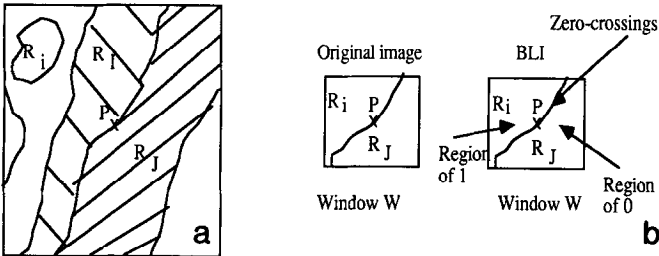 R i
R I
P
R J
a
Original image
R i
P
R J
Window W
Zero-crossings
BLI
R i
P
R J
Region
of 1
Region
of 0
Window W
b